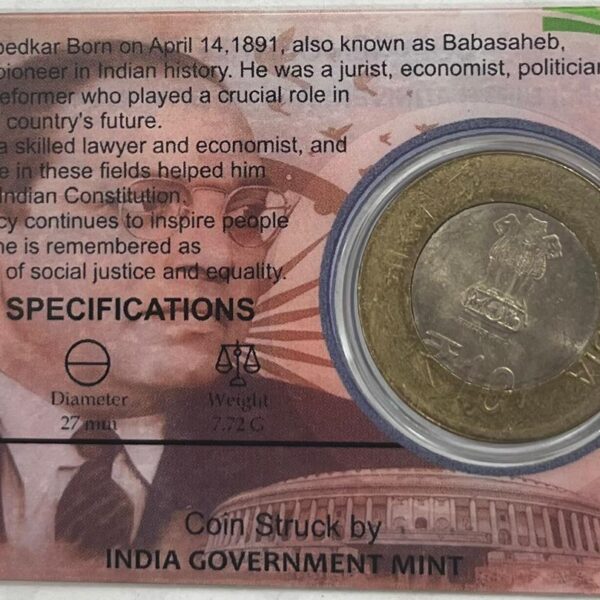 bedkar Born on April 14,1891, also known as Babasaheb,
pioneer in Indian history. He was a jurist, economist, politician
eformer who played a crucial role in
country's future.
a skilled lawyer and economist, and
e in these fields helped him
Indian Constitution.
cy continues to inspire people
he is remembered as
of social justice and equality.
SPECIFICATIONS
Diameter
27 mm
Weight
7.72 G
₹10
Coin Struck by
INDIA GOVERNMENT MINT